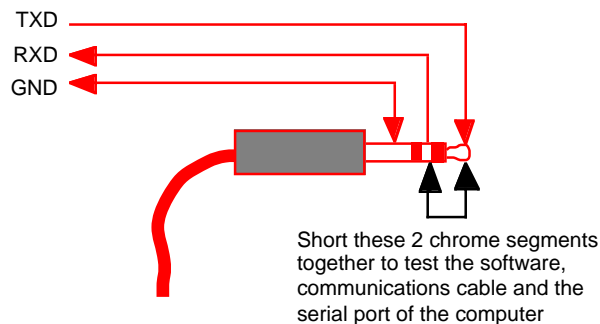 TXD
RXD
GND
Short these 2 chrome segments
together to test the software,
communications cable and the
serial port of the computer